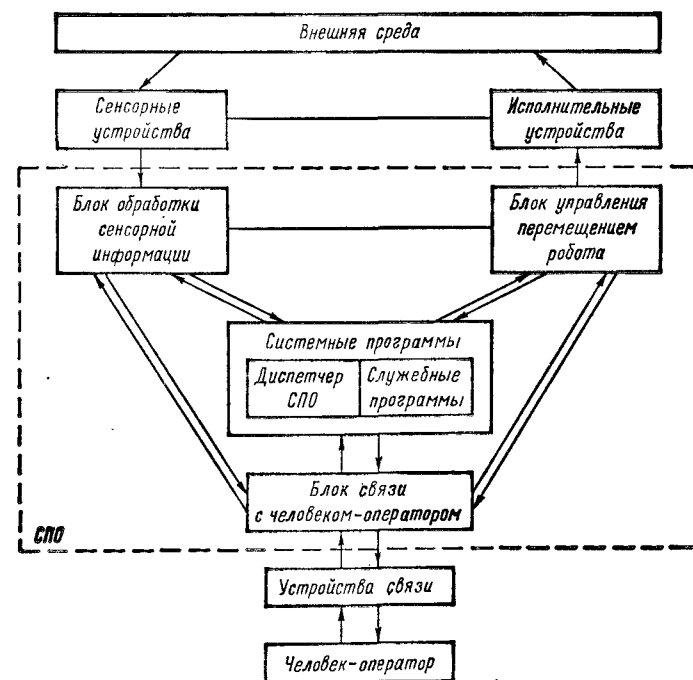 Внешняя среда
Сенсорные
устройства
Исполнительные
устройства
Блок обработки
сенсорной
информации
Блок управления
перемещением
робота
Системные программы
Диспетчер
СПО
Служебные
программы
Блок связи
с человеком-оператором
СПО
Устройства связи
Человек-оператор